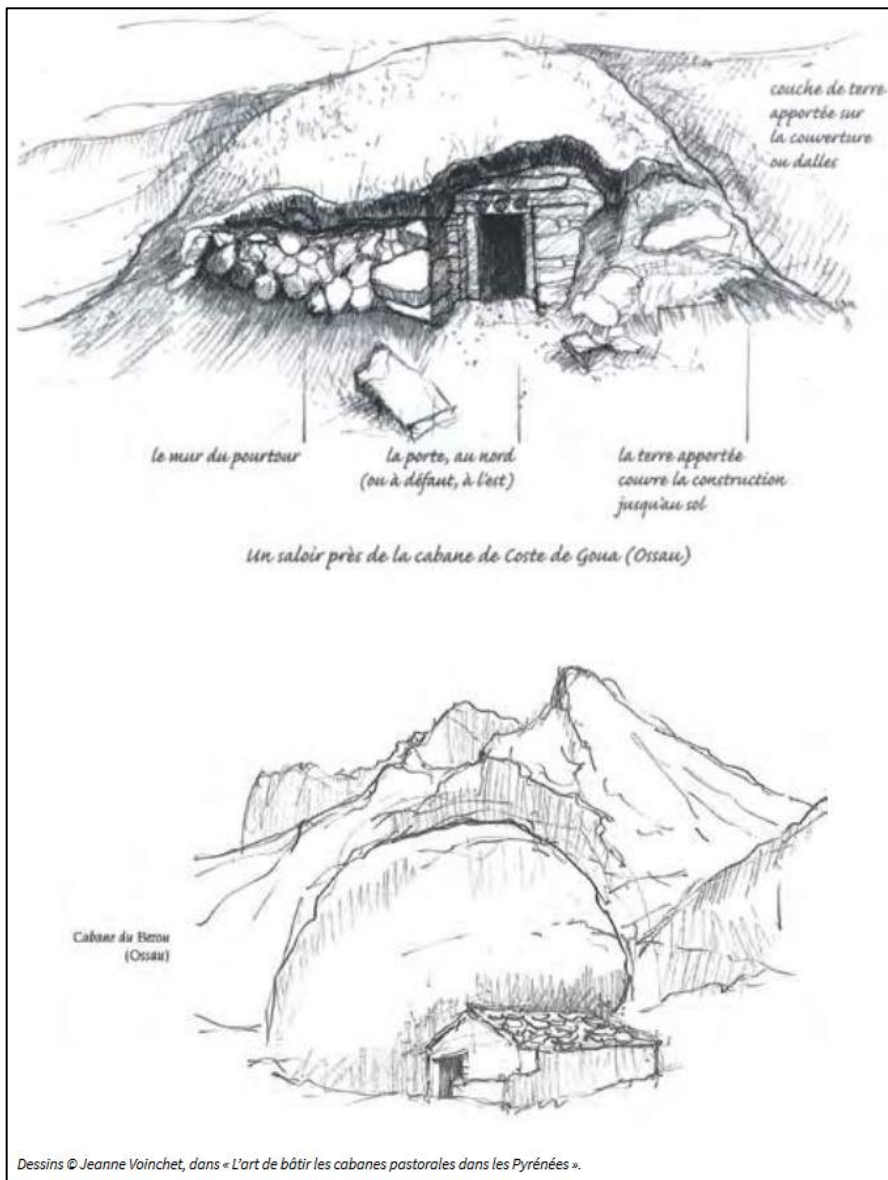 couche de terre
apportée sur
la couverture
ou dalles
le mur du pourtour
la porte, au nord
(ou à défaut, à l'est)
la terre apportée
couvre la construction
jusqu'au sol
Un saloir près de la cabane de Coste de Goua (Ossau)
Cabane du Berou
(Ossau)
Dessins © Jeanne Voinchet, dans « L'art de bâtir les cabanes pastorales dans les Pyrénées ».